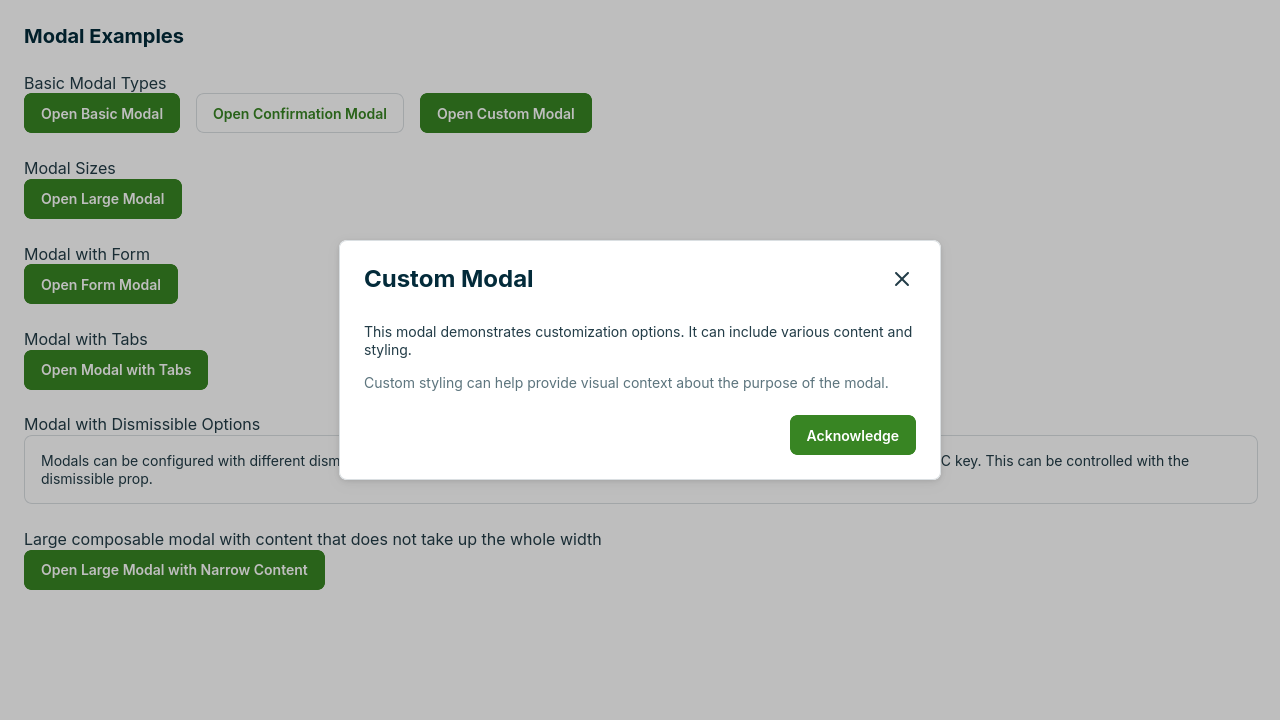 Modal Examples
Basic Modal Types
Open Basic Modal
Open Confirmation Modal
Open Custom Modal
Modal Sizes
Open Large Modal
Modal with Form
Open Form Modal
Modal with Tabs
Open Modal with Tabs
Modal with Dismissible Options
Modals can be configured with different dism
C key. This can be controlled with the
dismissible prop.
Large composable modal with content that does not take up the whole width
Open Large Modal with Narrow Content
Custom Modal
This modal demonstrates customization options. It can include various content and
styling.
Custom styling can help provide visual context about the purpose of the modal.
Acknowledge